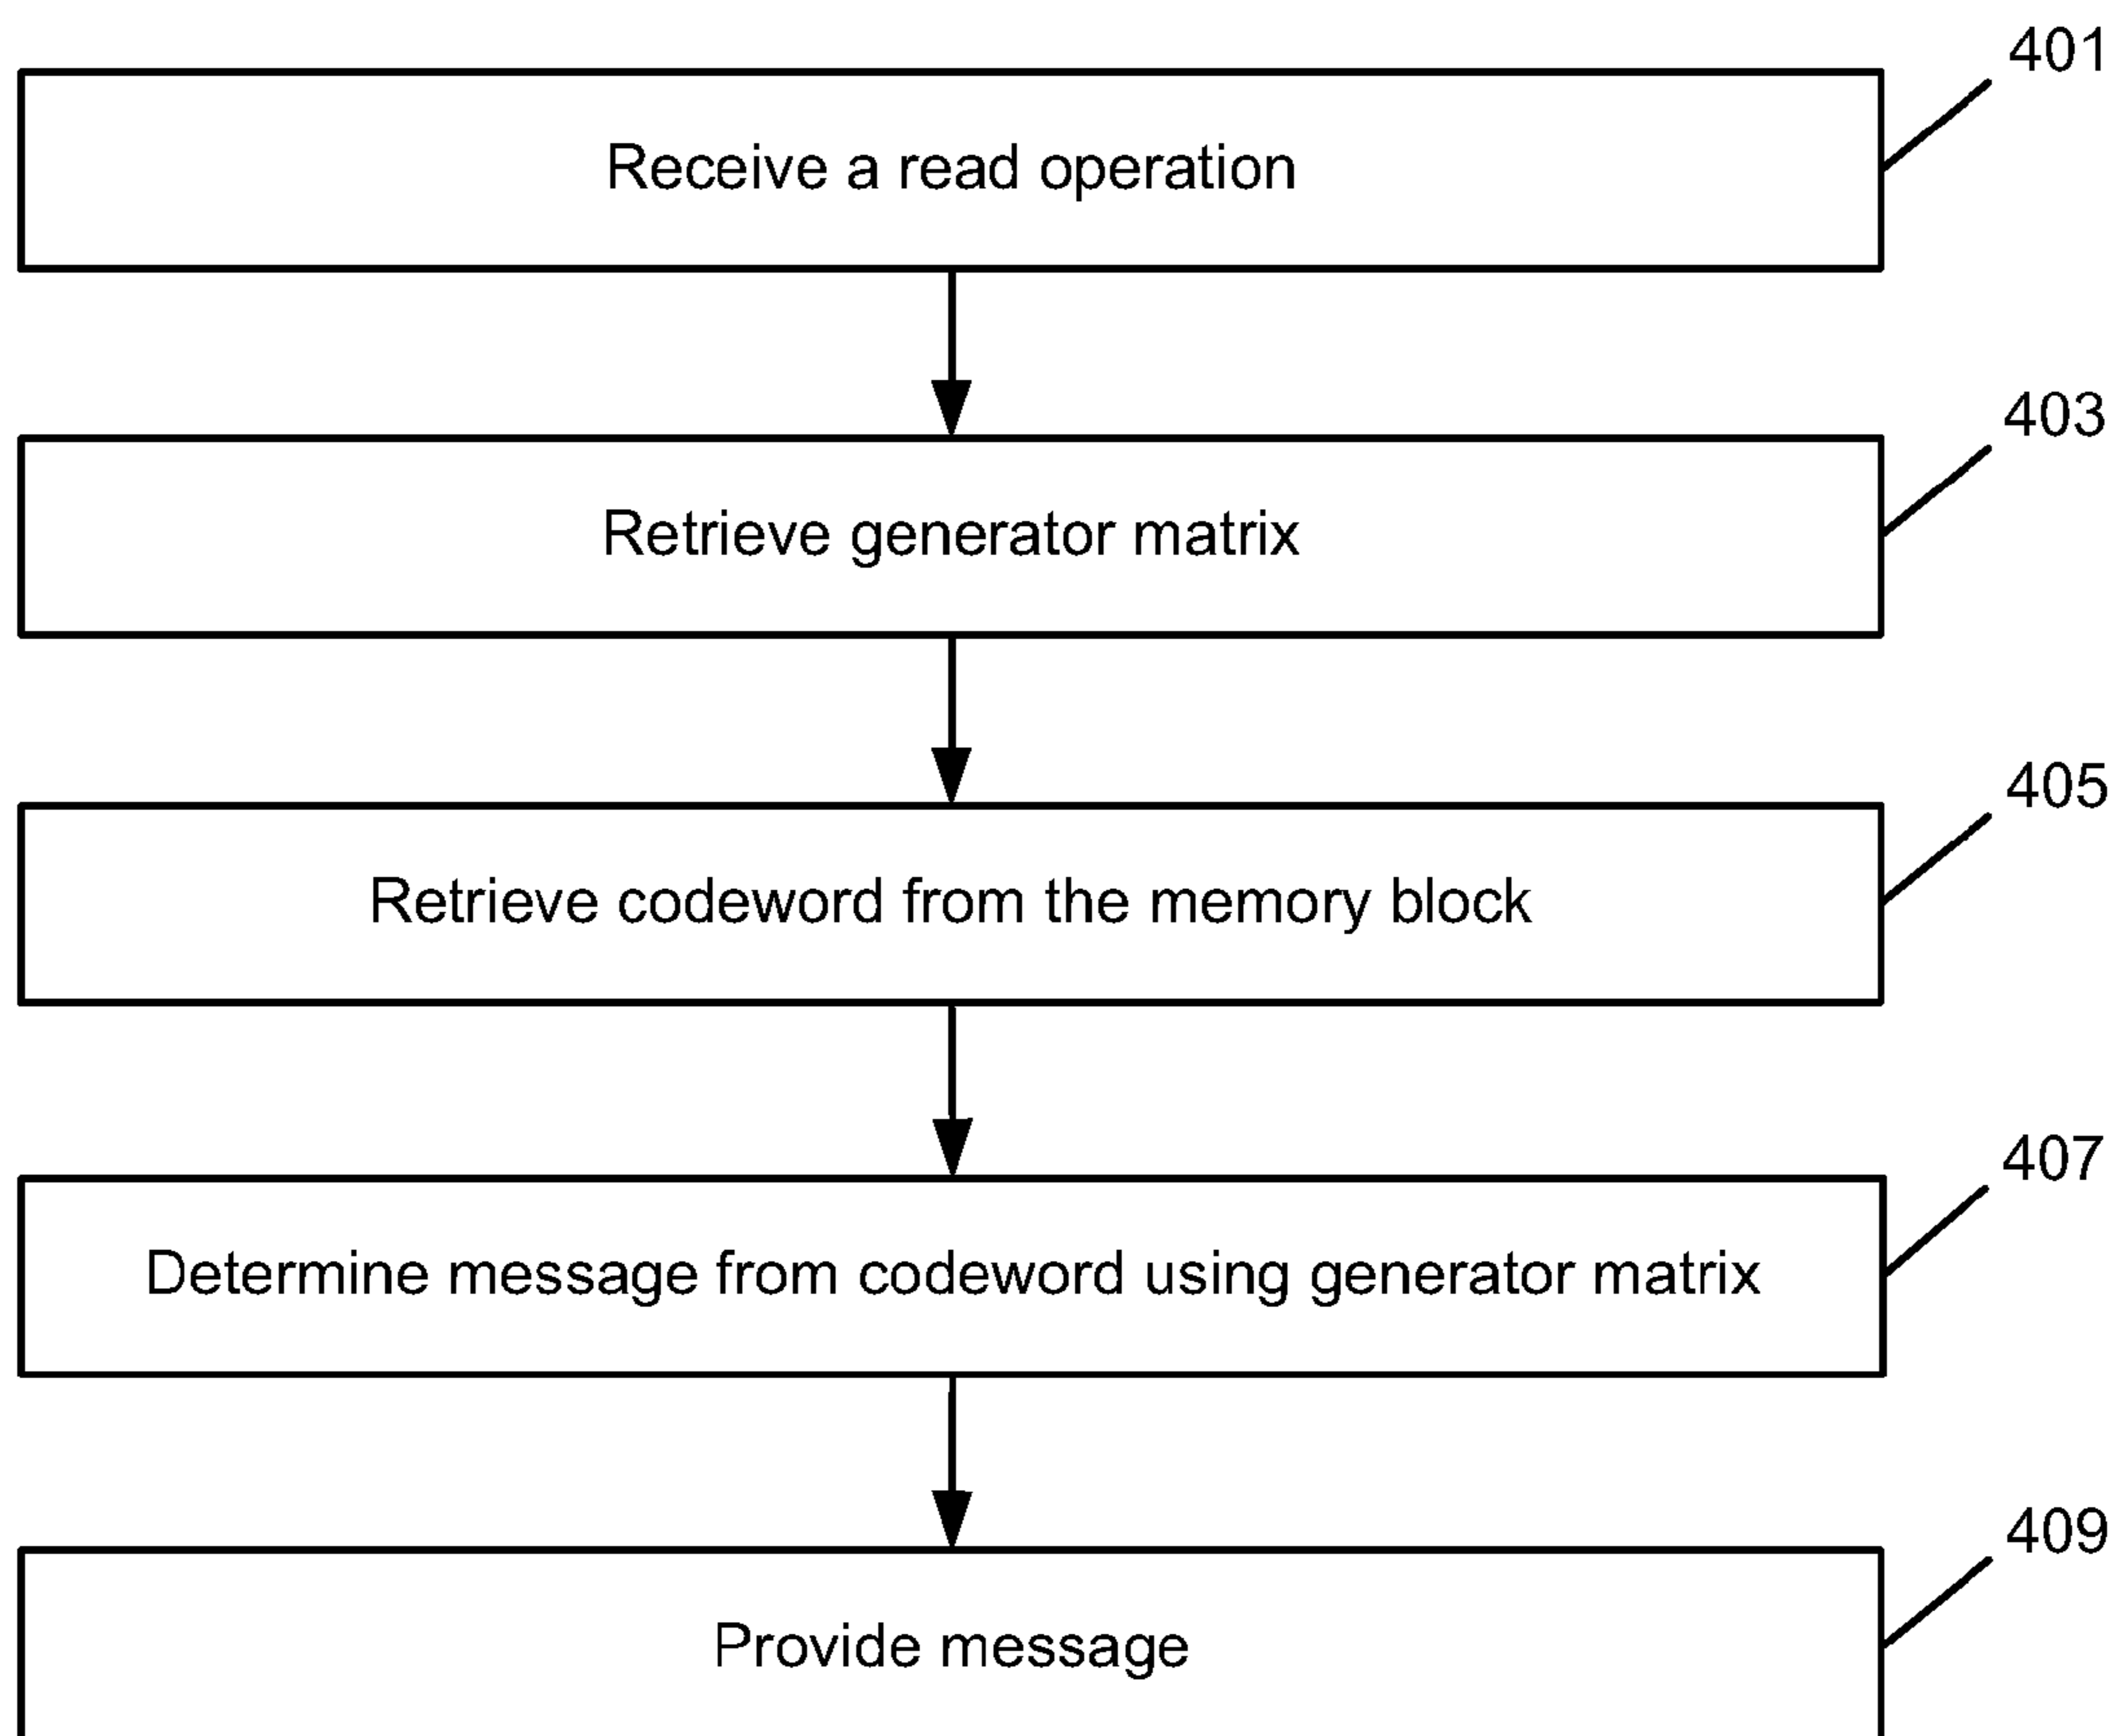 401
Receive a read operation
403
Retrieve generator matrix
405
Retrieve codeword from the memory block
407
Determine message from codeword using generator matrix
409
Provide message